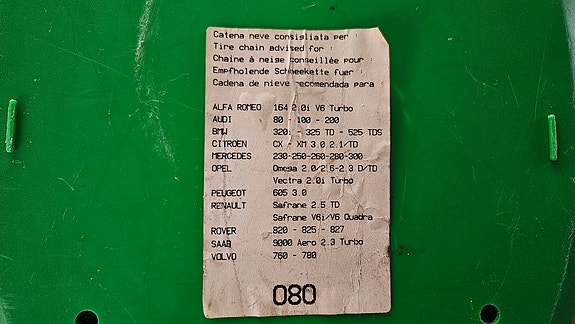 Catena neve consigliata per :
Tire chain advised for :
Chaine à neige conseillée pour :
Empfholende Schneekette fuer :
Cadena de nieve recomendada para
ALFA ROMEO 164 2.0i V6 Turbo
AUDI 80 - 100 - 200
BMW 320i - 325 TD - 525 TDS
CITROEN CX - XM 3.0 2.1/TD
MERCEDES 230-250-260-280-300
OPEL Omega 2.0/2.6-2.3 D/TD
Vectra 2.0i Turbo
PEUGEOT 605 3.0
RENAULT Safrane 2.5 TD
Safrane V6i/V6 Quadra
ROVER 820 - 825 - 827
SAAB 9000 Aero 2.3 Turbo
VOLVO 760 - 780
080